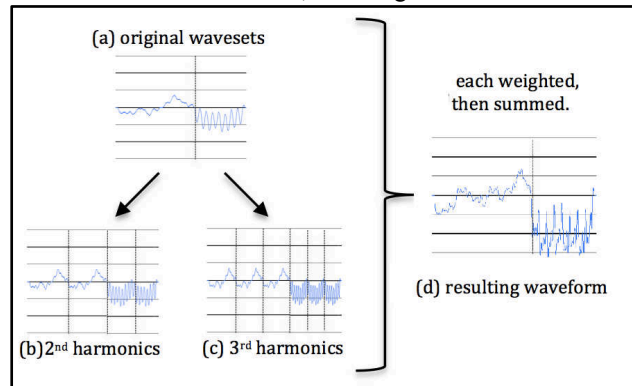 (a) original wavesets
each weighted,
then summed.
(b)2nd harmonics
(c) 3rd harmonics
(d) resulting waveform